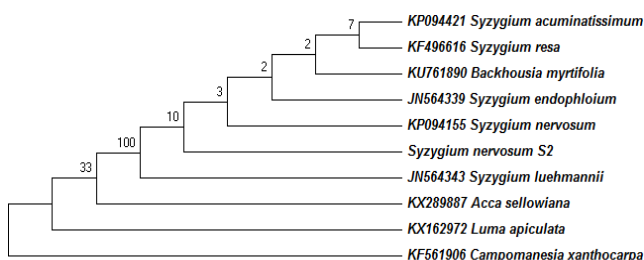 KP094421 Syzygium acuminatissimum
7
KF496616 Syzygium resa
2
KU761890 Backhousia myrtifolia
2
JN564339 Syzygium endophloium
3
KP094155 Syzygium nervosum
10
Syzygium nervosum S2
100
JN564343 Syzygium luehmannii
33
KX289887 Acca sellowiana
KX162972 Luma apiculata
KF561906 Campomanesia xanthocarpa